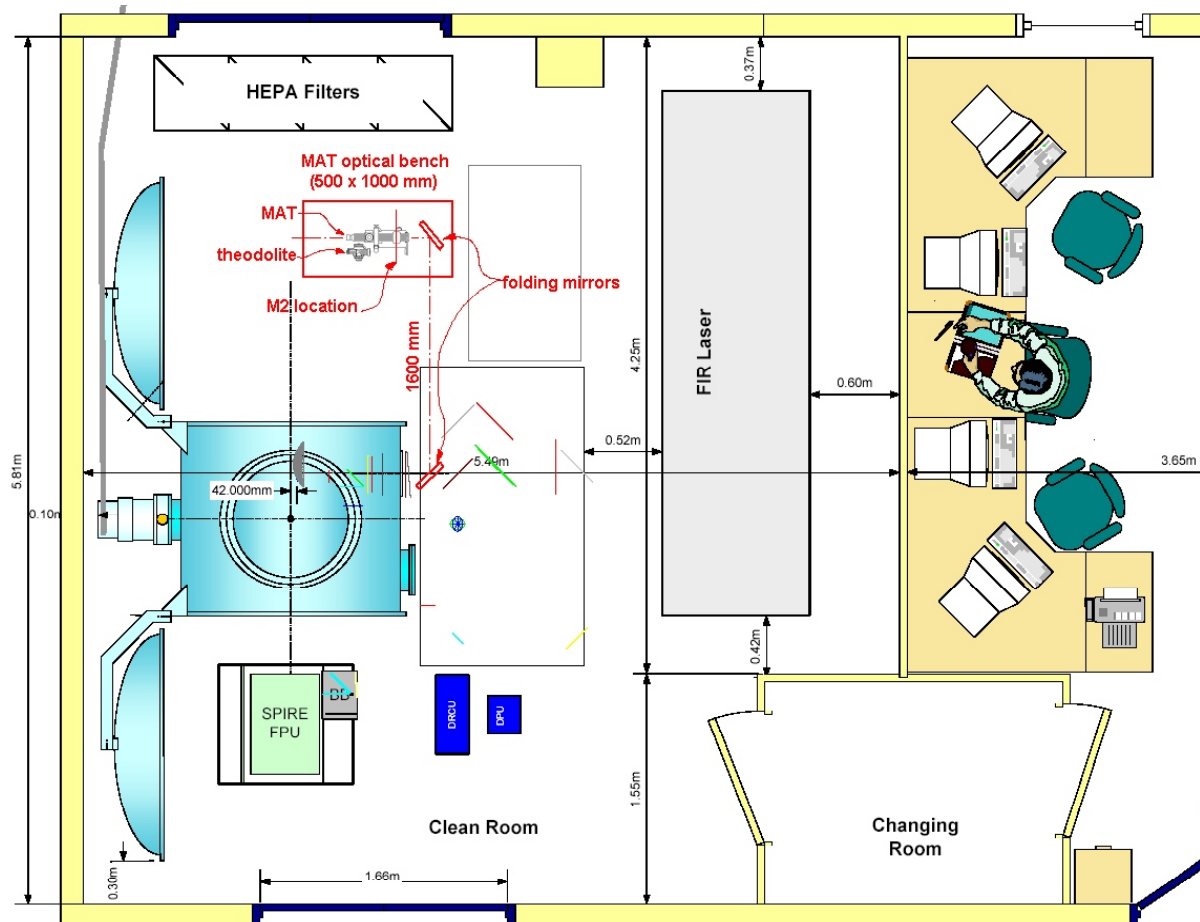 0.37m
HEPA Filters
MAT optical bench
(500 x 1000 mm)
MAT
theodolite
M2 location
folding mirrors
1600 mm
4.25m
FIR Laser
0.60m
0.52m
5.49m
3.65m
42.000mm
5.81m
0.42m
SPIRE
FPU
DRCU
DPU
1.55m
Clean Room
Changing
Room
0.30m
1.66m